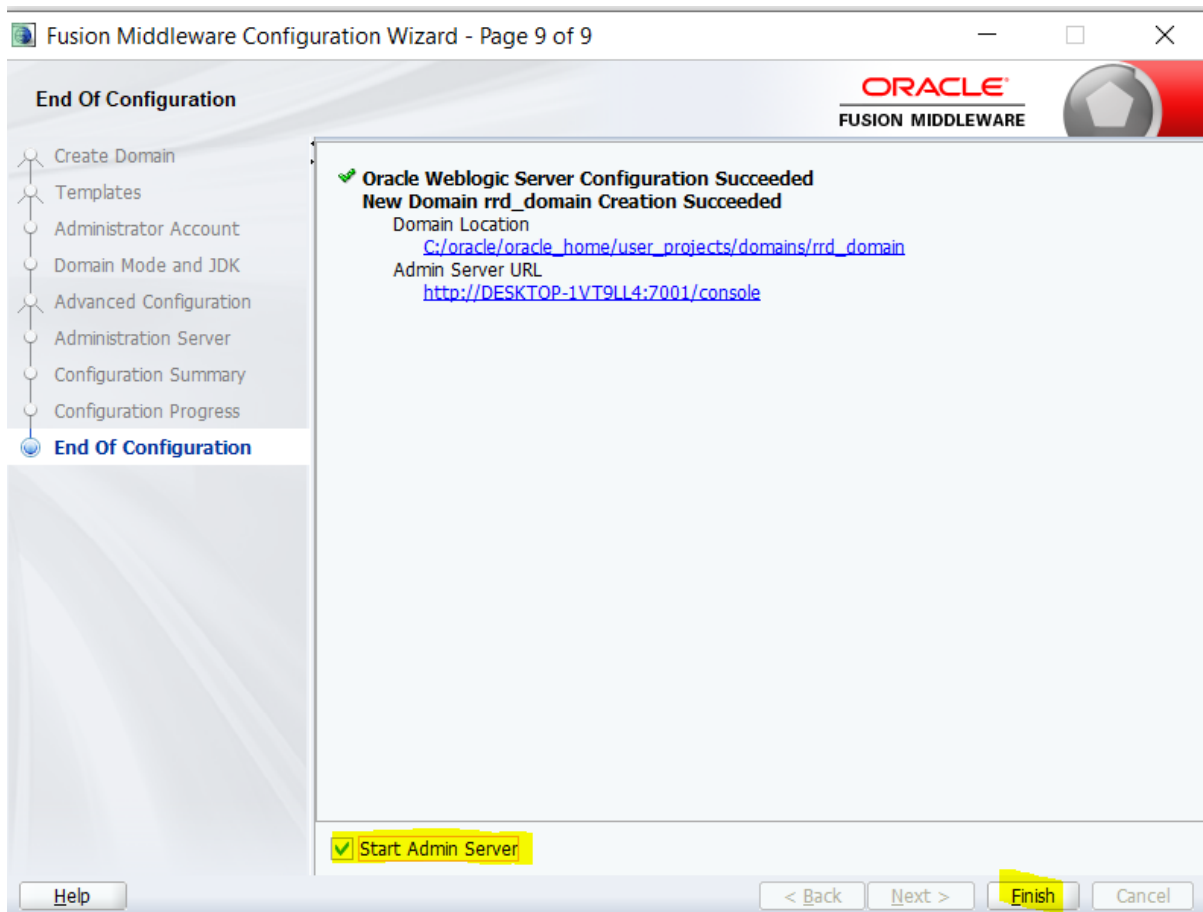 Fusion Middleware Configuration Wizard - Page 9 of 9
End Of Configuration
ORACLE
FUSION MIDDLEWARE
Create Domain
Templates
Administrator Account
Domain Mode and JDK
Advanced Configuration
Administration Server
Configuration Summary
Configuration Progress
End Of Configuration
Oracle Weblogic Server Configuration Succeeded
New Domain rrd_domain Creation Succeeded
Domain Location
C:/oracle/oracle_home/user_projects/domains/rrd_domain
Admin Server URL
http://DESKTOP-1VT9LL4:7001/console
Start Admin Server
Help
< Back
Next >
Finish
Cancel